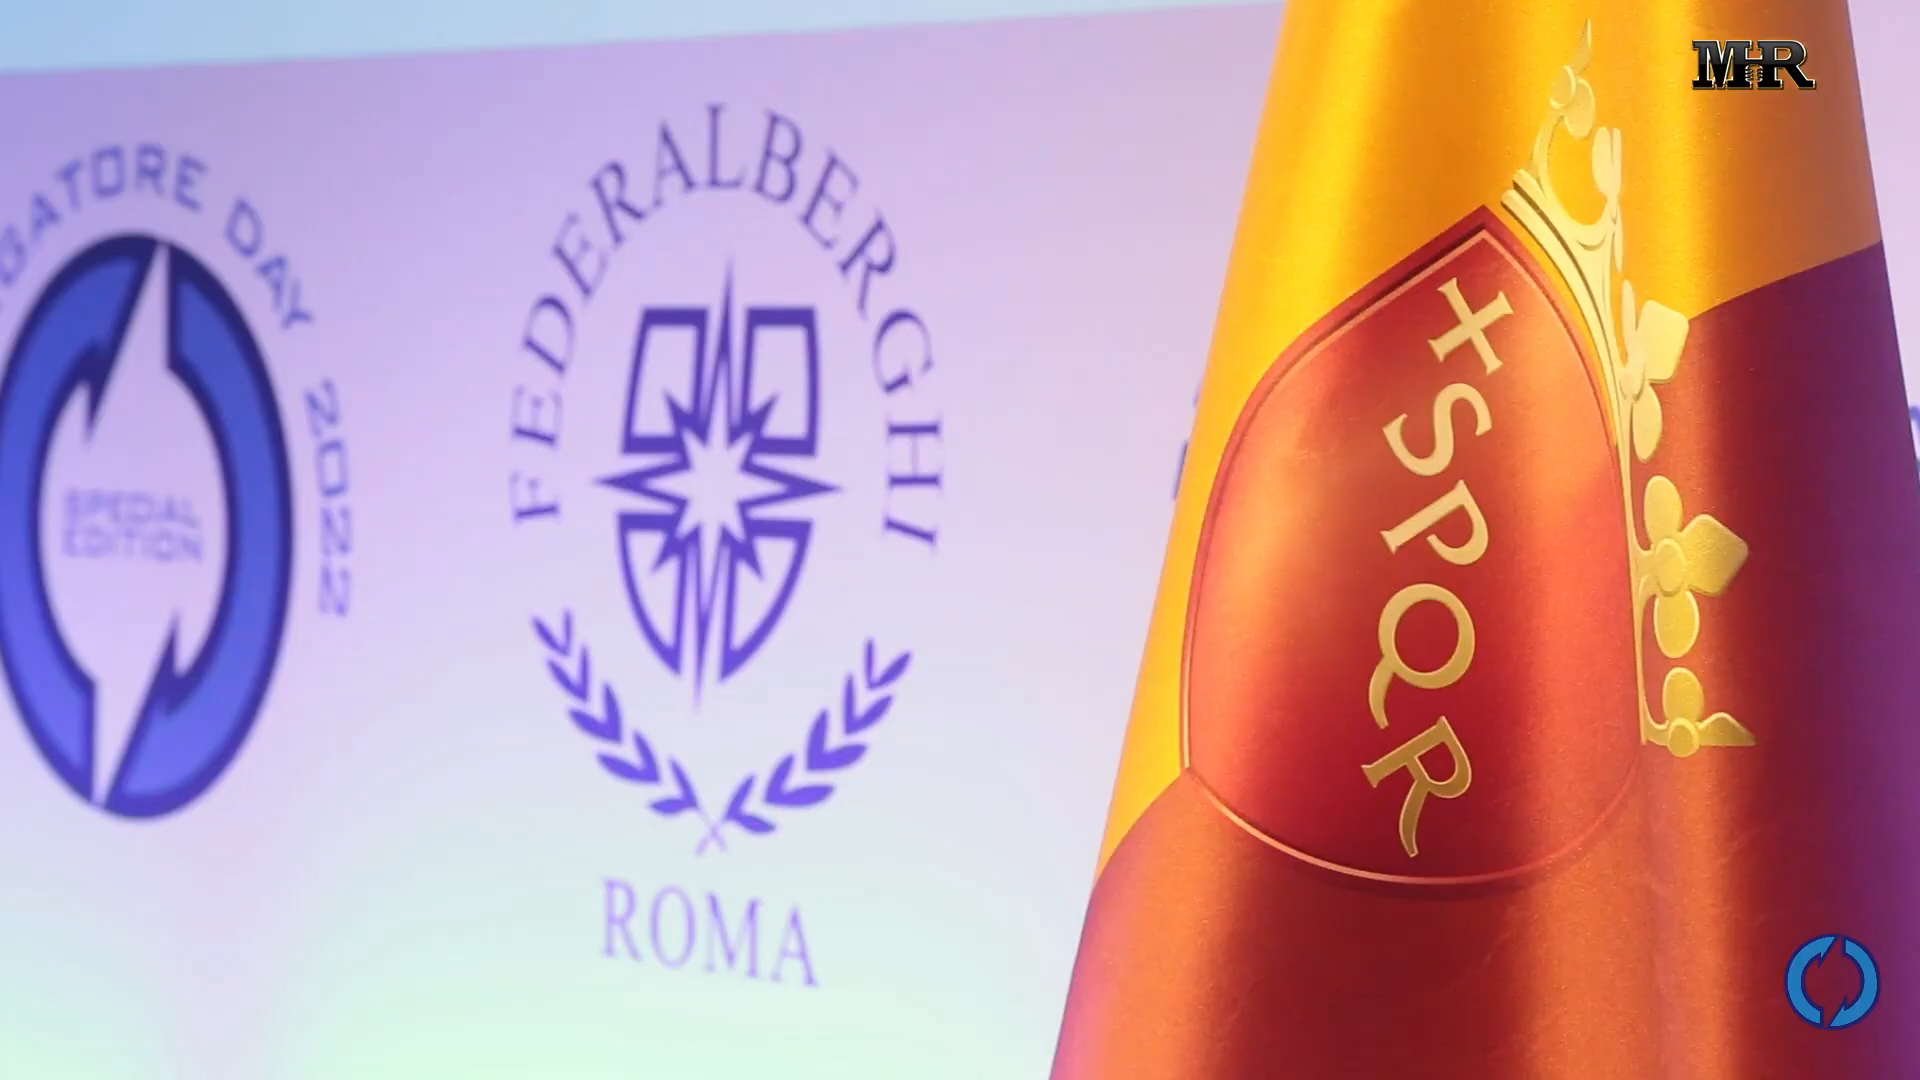 GATORE DAY 2022
SPECIAL
EDITION
FEDERALBERGHI
ROMA
SPQR
MHR